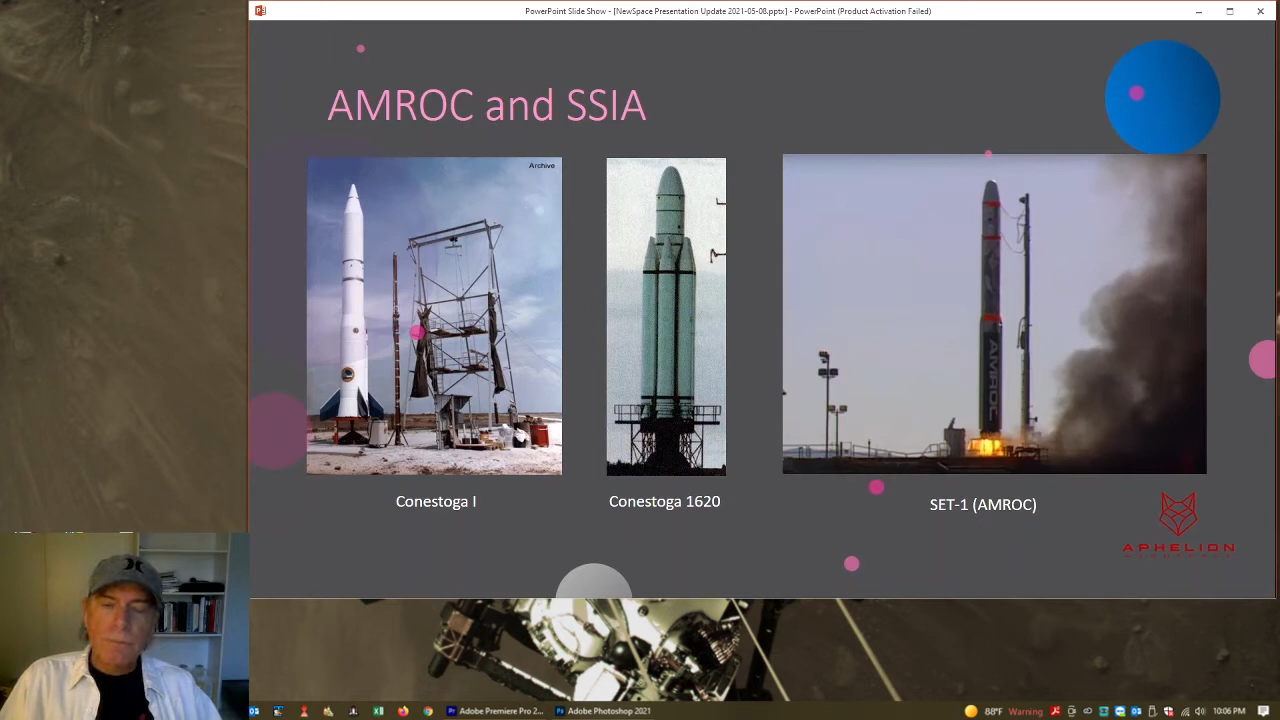 PowerPoint Slide Show - [NewSpace Presentation Update 2021-05-08.pptx] - PowerPoint (Product Activation Failed)
AMROC and SSIA
Archive
AMROC
Conestoga I
Conestoga 1620
SET-1 (AMROC)
APHELION
Adobe Premiere Pro 2...
Adobe Photoshop 2021
88°F Warning
10:06 PM